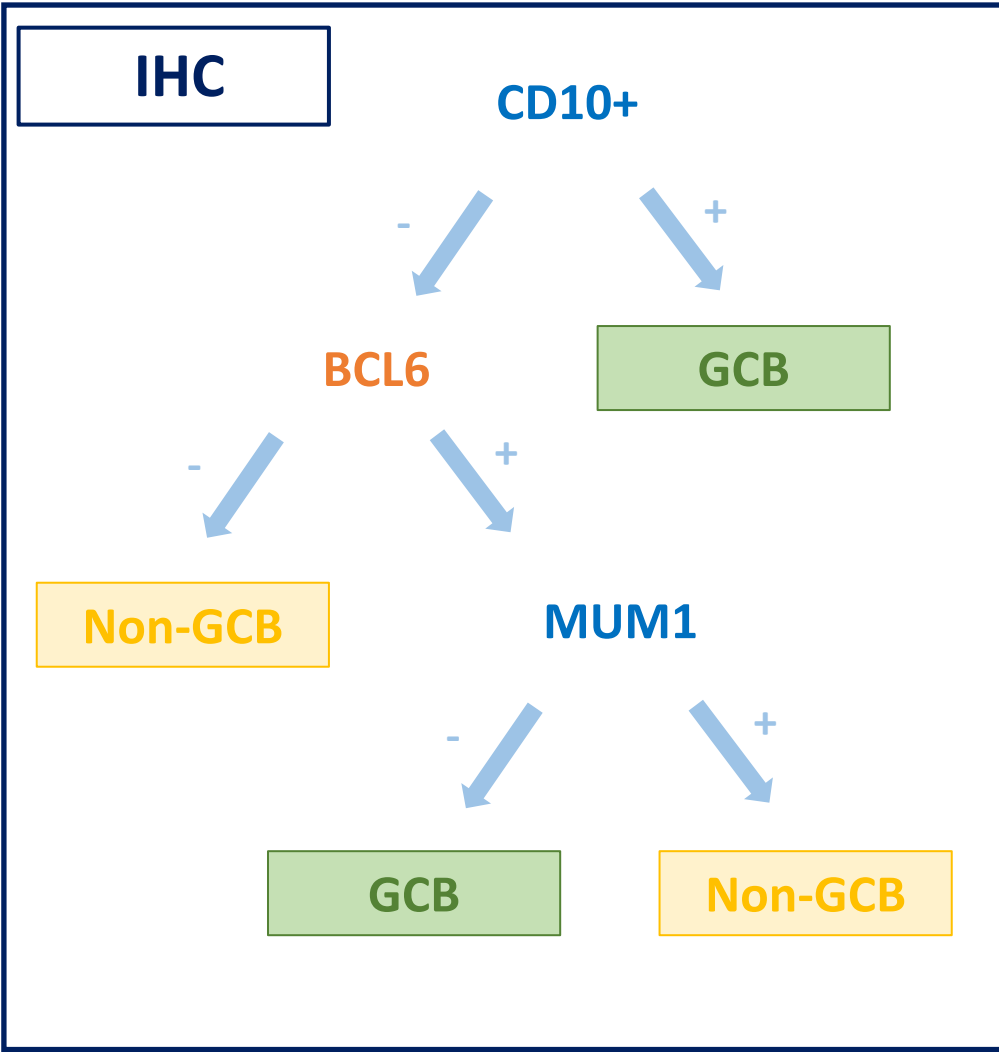 IHC
CD10+
-
+
BCL6
GCB
-
+
Non-GCB
MUM1
-
+
GCB
Non-GCB